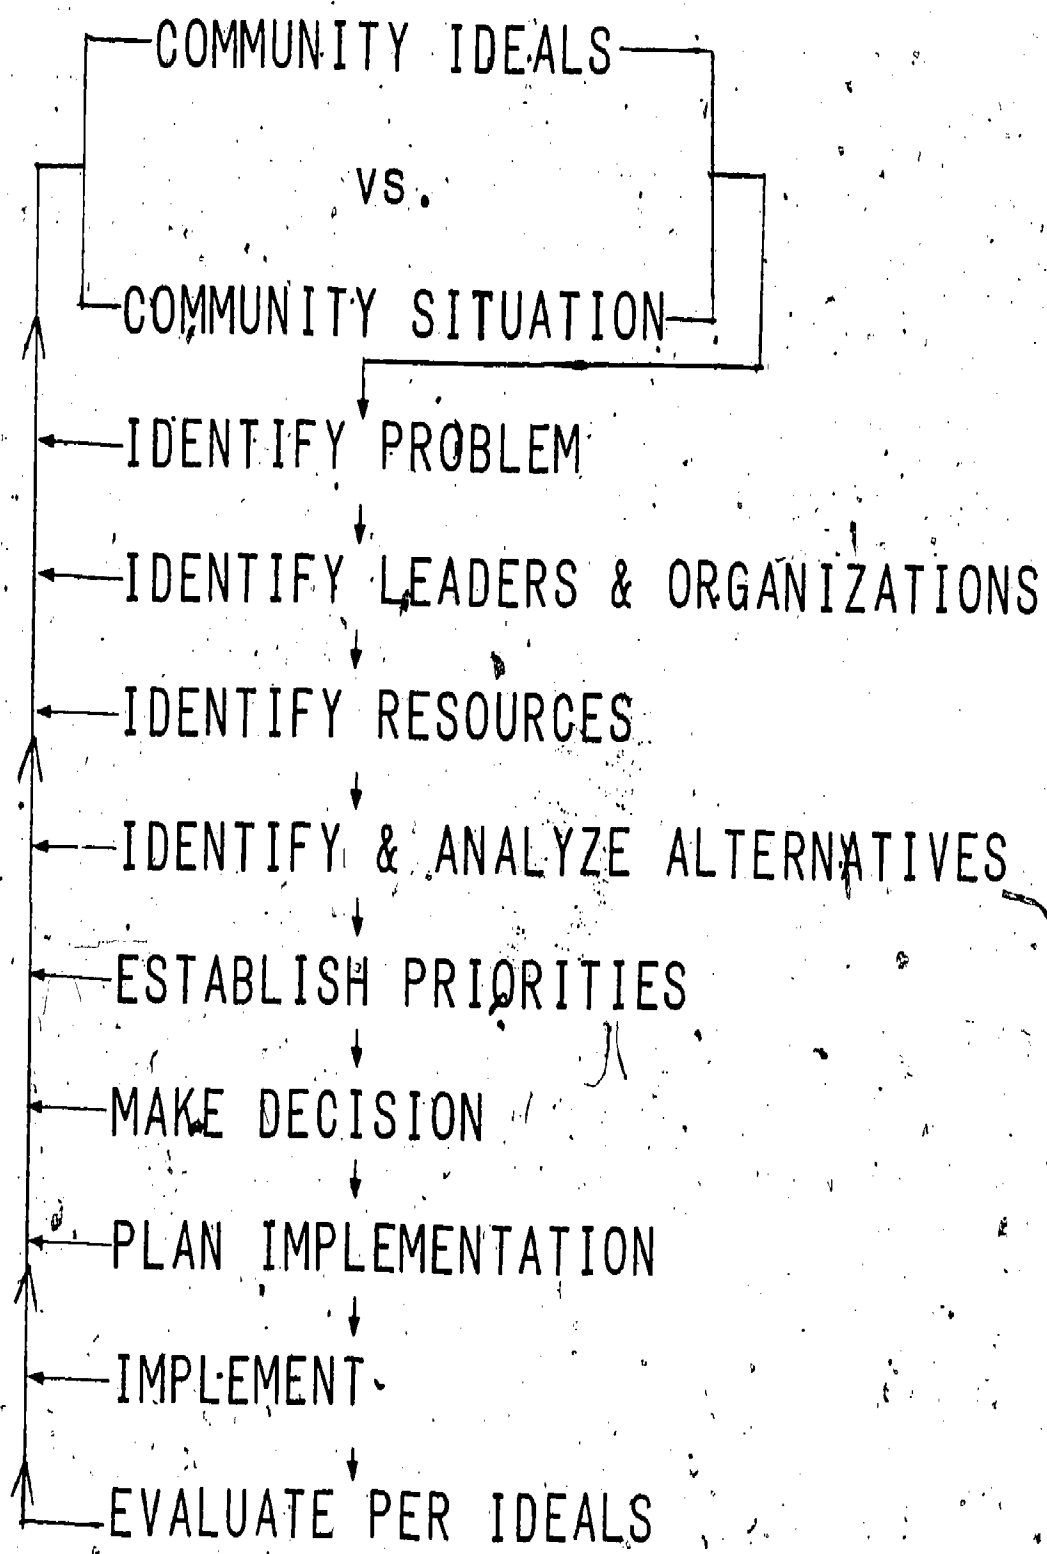 COMMUNITY IDEALS
vs.
COMMUNITY SITUATION
IDENTIFY PROBLEM
IDENTIFY LEADERS & ORGANIZATIONS
IDENTIFY RESOURCES
IDENTIFY & ANALYZE ALTERNATIVES
ESTABLISH PRIORITIES
MAKE DECISION
PLAN IMPLEMENTATION
IMPLEMENT
EVALUATE PER IDEALS